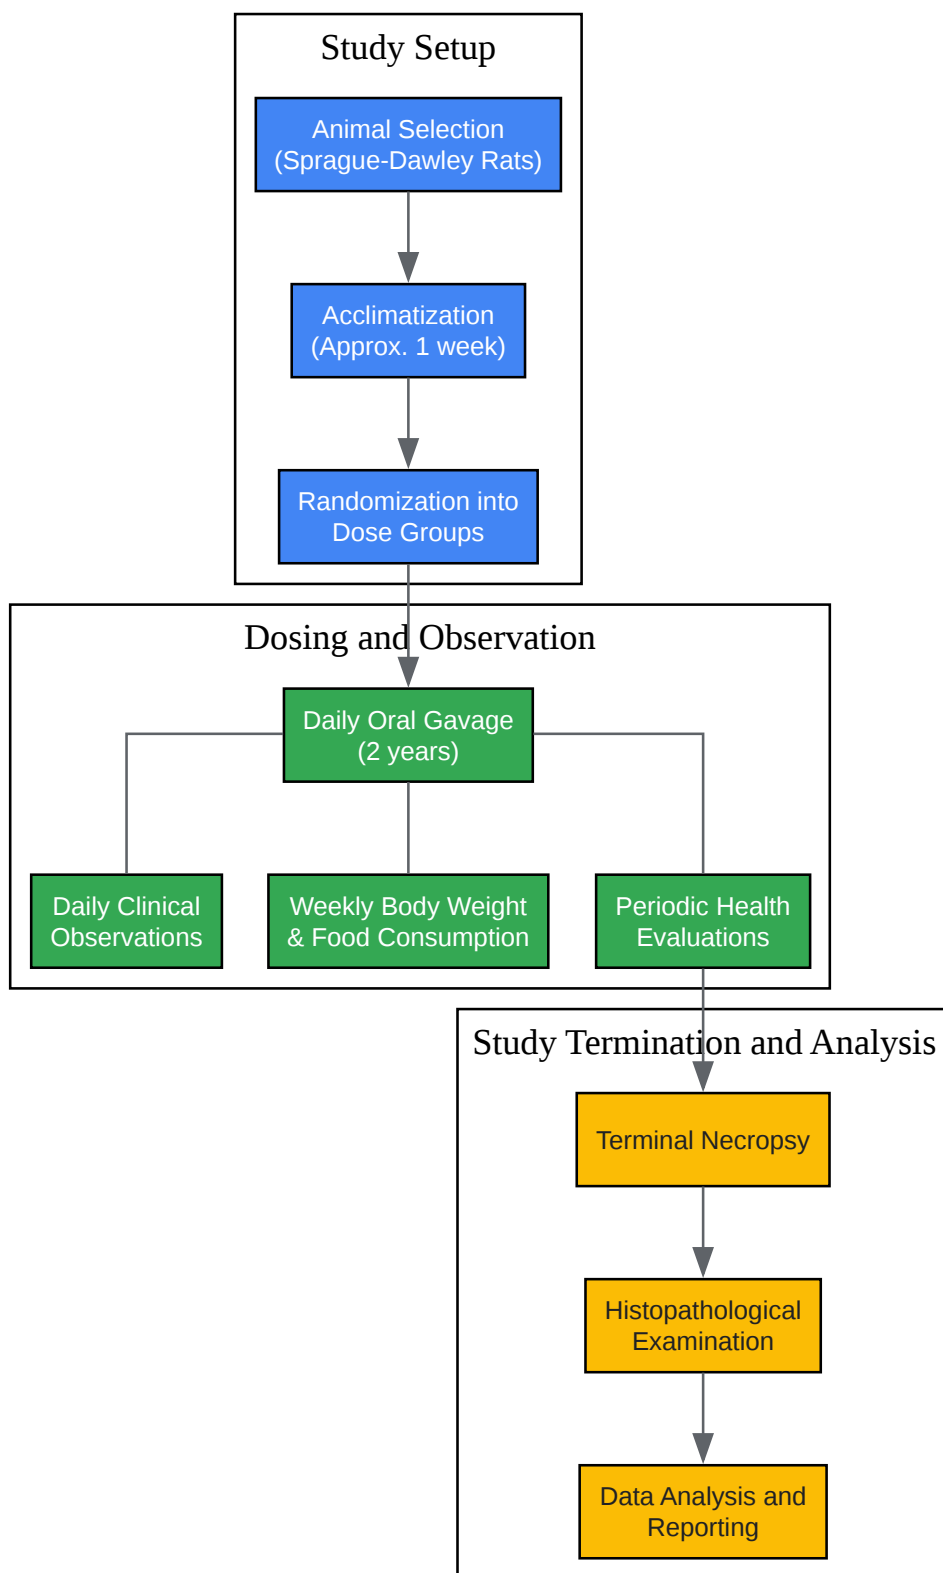 Study Setup
Animal Selection
(Sprague-Dawley Rats)
Acclimatization
(Approx. 1 week)
Randomization into
Dose Groups
Dosing and Observation
Daily Oral Gavage
(2 years)
Daily Clinical
Observations
Weekly Body Weight
& Food Consumption
Periodic Health
Evaluations
Study Termination and Analysis
Terminal Necropsy
Histopathological
Examination
Data Analysis and
Reporting